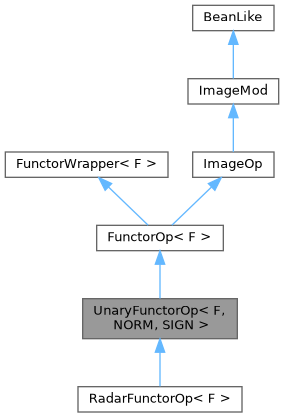 BeanLike
ImageMod
FunctorWrapper< F >
ImageOp
FunctorOp< F >
UnaryFunctorOp< F,
NORM, SIGN >
RadarFunctorOp< F >